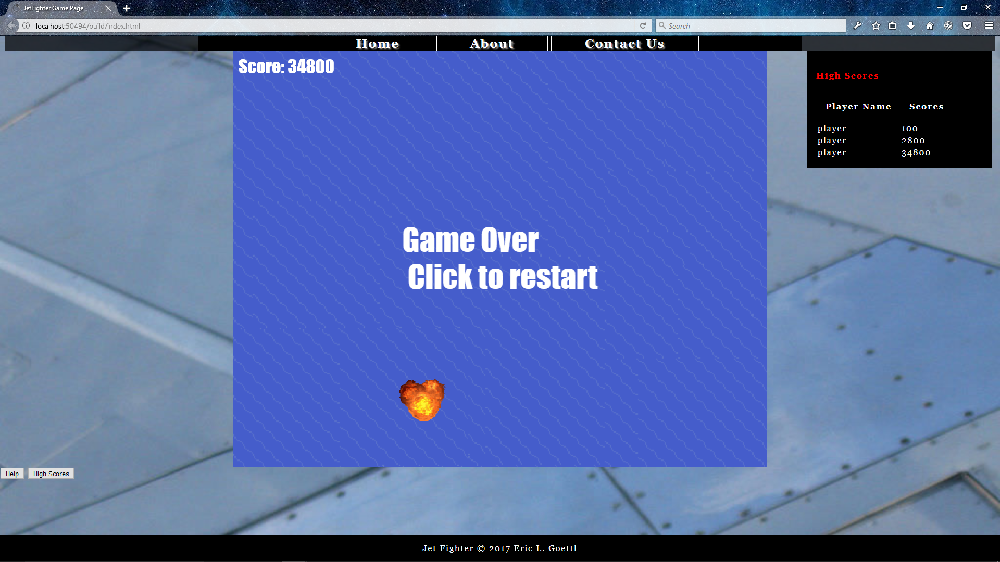 JetFighter Game Page
localhost:50494/build/index.html
Search
Home About Contact Us
Score: 34800
High Scores
Player Name Scores
player 100
player 2800
player 34800
Game Over
Click to restart
Help High Scores
Jet Fighter © 2017 Eric L. Goettl